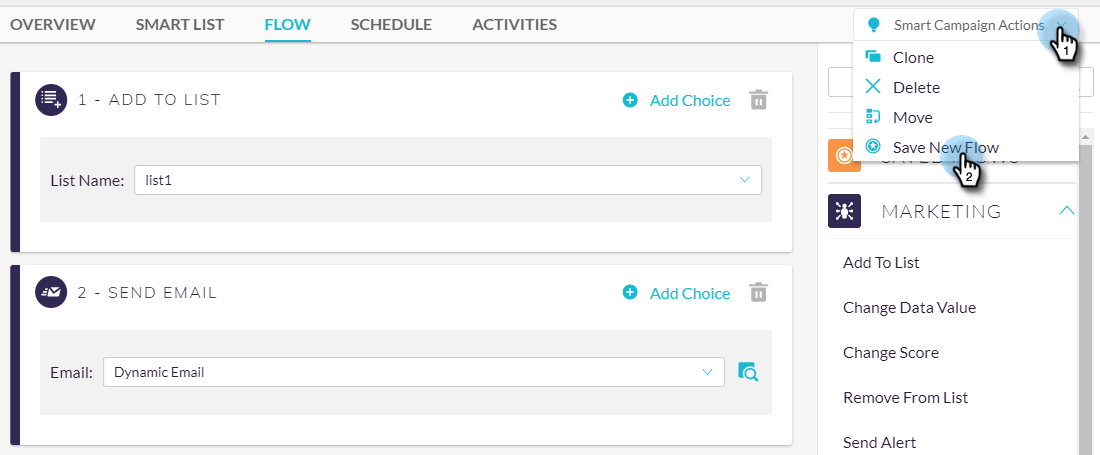 OVERVIEW SMART LIST FLOW SCHEDULE ACTIVITIES
Smart Campaign Actions
1
Clone
Delete
Move
Save New Flow
2
1 - ADD TO LIST
Add Choice
List Name: list1
2 - SEND EMAIL
Add Choice
Email: Dynamic Email
MARKETING
Add To List
Change Data Value
Change Score
Remove From List
Send Alert